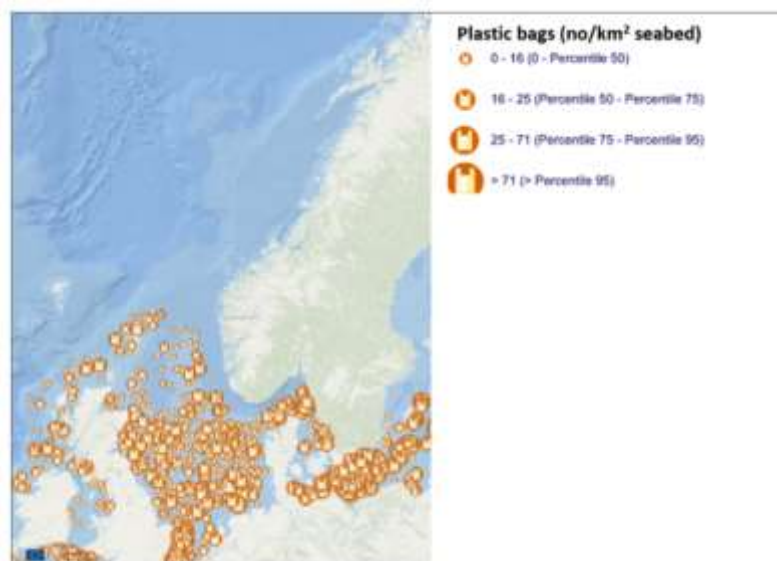 Plastic bags (no/km² seabed)
0 - 16 (0 - Percentile 50)
16 - 25 (Percentile 50 - Percentile 75)
25 - 71 (Percentile 75 - Percentile 95)
> 71 (> Percentile 95)